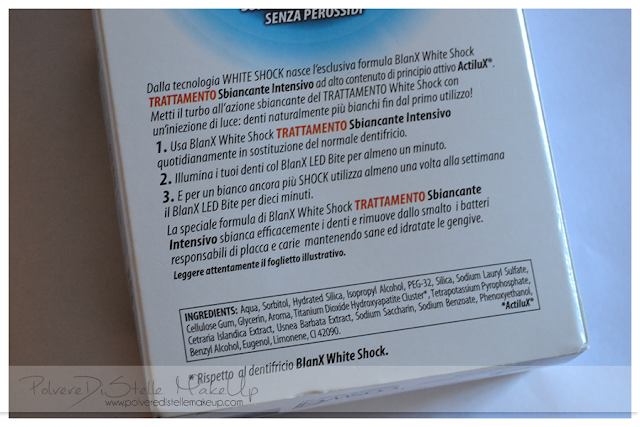 SENZA PEROSSIDI
Dalla tecnologia WHITE SHOCK nasce l'esclusiva formula BlanX White Shock
TRATTAMENTO Sbiancante Intensivo ad alto contenuto di principio attivo ActiluX®.
Metti il turbo all'azione sbiancante del TRATTAMENTO White Shock con
un'iniezione di luce: denti naturalmente più bianchi fin dal primo utilizzo!
1. Usa BlanX White Shock TRATTAMENTO Sbiancante Intensivo
quotidianamente in sostituzione del normale dentifricio.
2. Illumina i tuoi denti col BlanX LED Bite per almeno un minuto.
3. E per un bianco ancora più SHOCK utilizza almeno una volta alla settimana
il BlanX LED Bite per dieci minuti.
La speciale formula di BlanX White Shock TRATTAMENTO Sbiancante
Intensivo sbianca efficacemente i denti e rimuove dallo smalto i batteri
responsabili di placca e carie mantenendo sane ed idratate le gengive.
Leggere attentamente il foglietto illustrativo.
INGREDIENTS: Aqua, Sorbitol, Hydrated Silica, Isopropyl Alcohol, PEG-32, Silica, Sodium Lauryl Sulfate,
Cellulose Gum, Glycerin, Aroma, Titanium Dioxide Hydroxyapatite Cluster*, Tetrapotassium Pyrophosphate,
Cetraria Islandica Extract, Usnea Barbata Extract, Sodium Saccharin, Sodium Benzoate, Phenoxyethanol,
Benzyl Alcohol, Eugenol, Limonene, CI 42090. *ActiluX®
*Rispetto al dentifricio BlanX White Shock.
PolvereDiStelle MakeUp
www.polveredistellemakeup.com